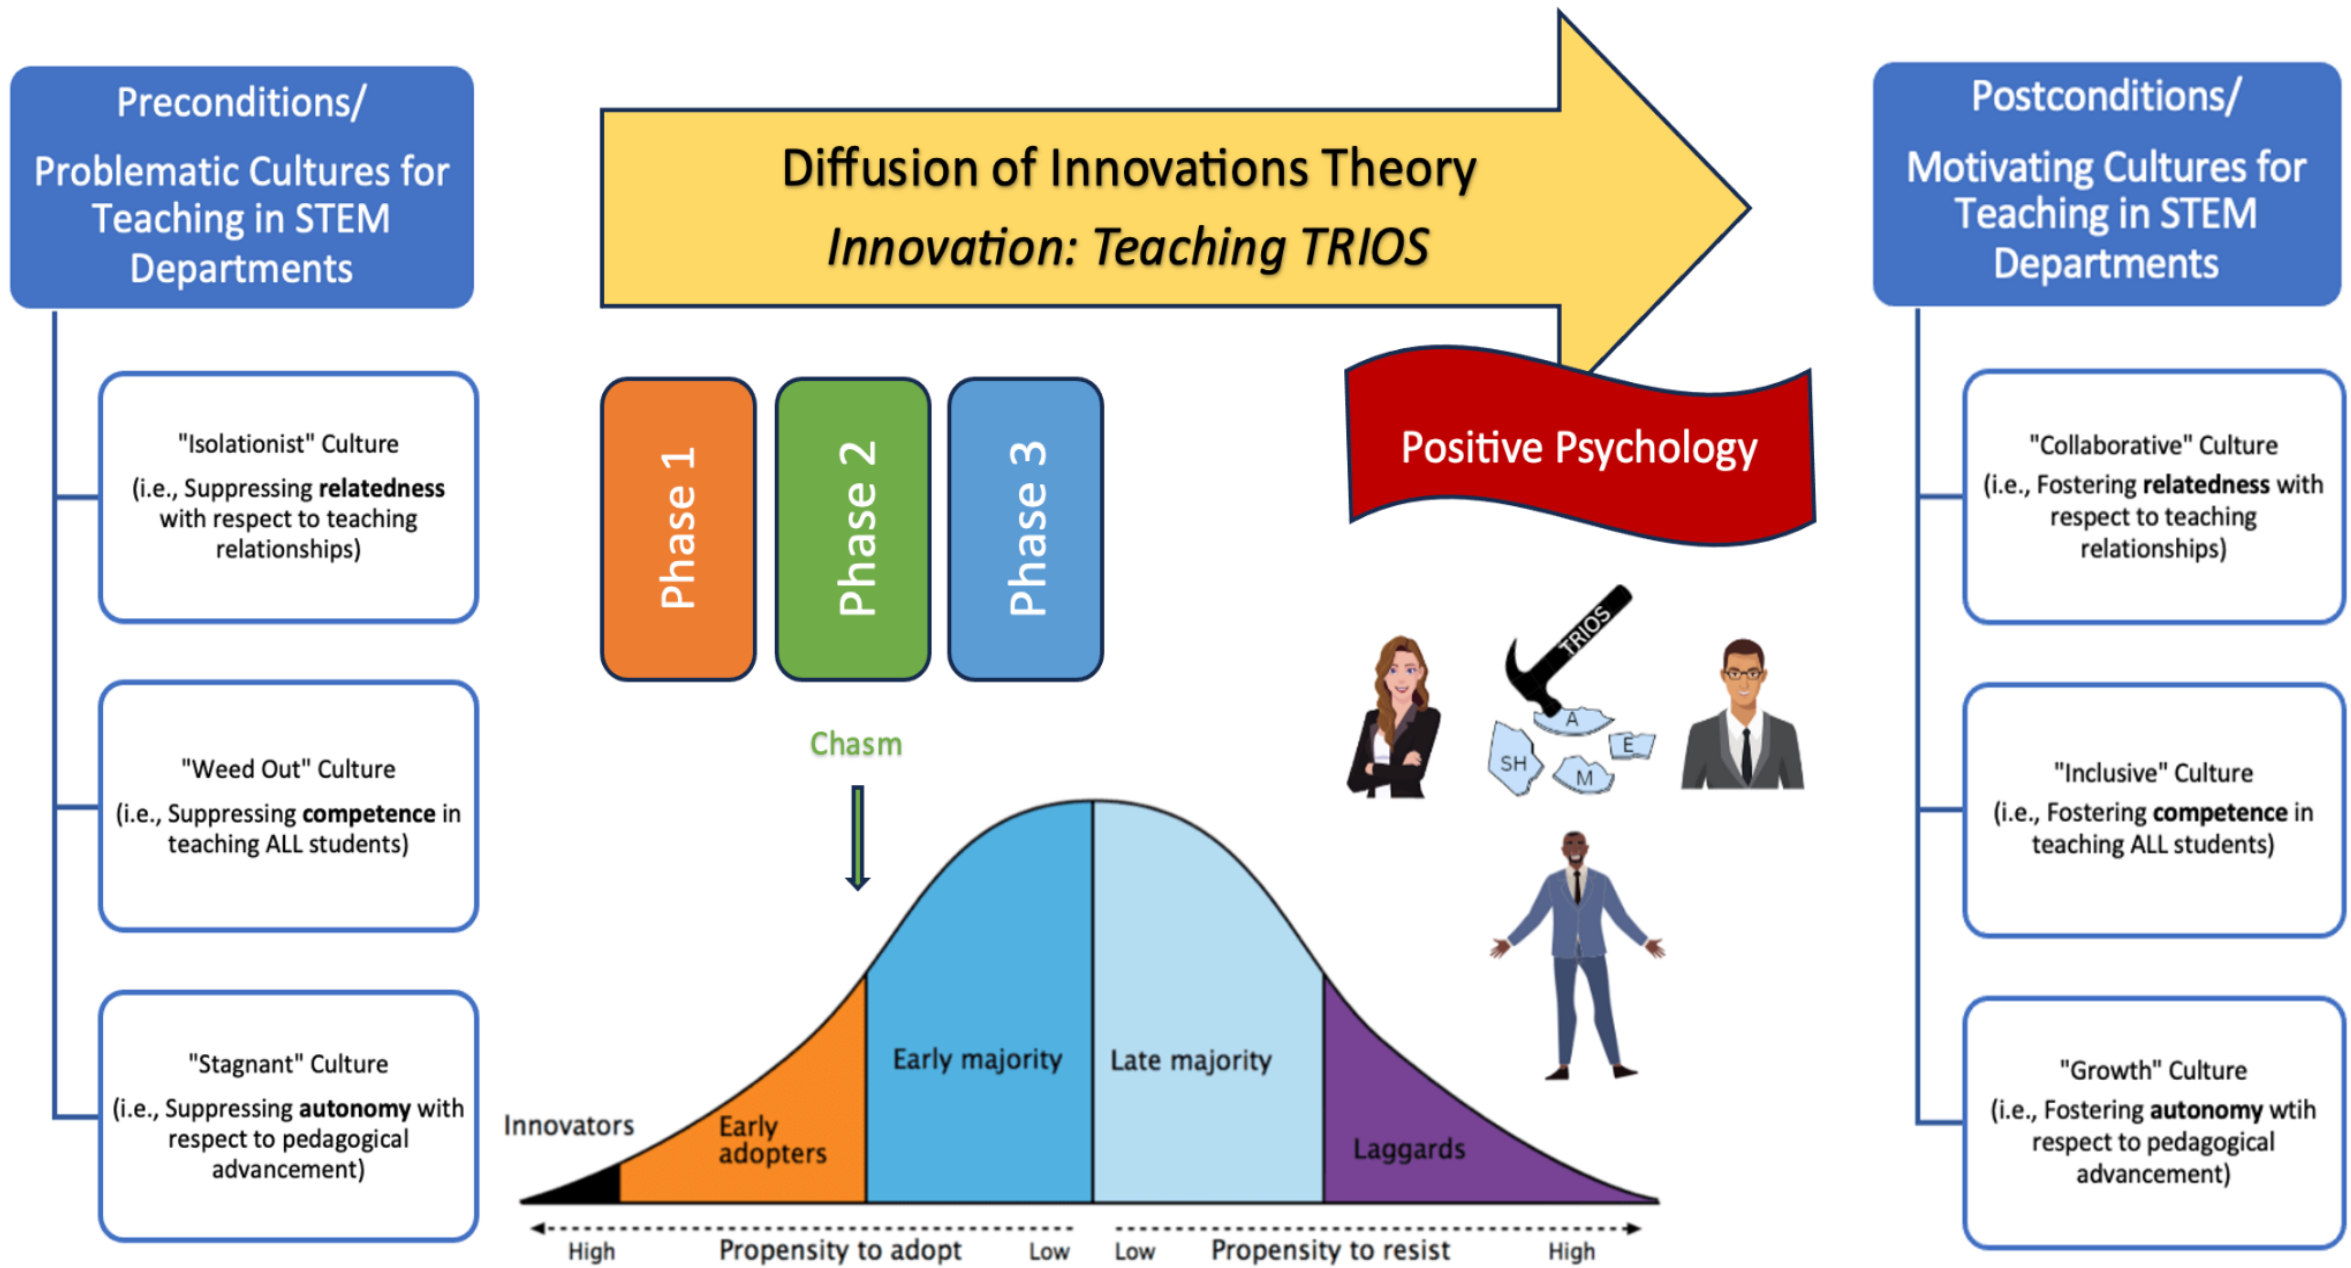 Preconditions/
Problematic Cultures for
Teaching in STEM
Departments
"Isolationist" Culture
(i.e., Suppressing relatedness
with respect to teaching
relationships)
"Weed Out" Culture
(i.e., Suppressing competence in
teaching ALL students)
"Stagnant" Culture
(i.e., Suppressing autonomy with
respect to pedagogical
advancement)
Diffusion of Innovations Theory
Innovation: Teaching TRIOS
Phase 1
Phase 2
Phase 3
Positive Psychology
TRIOS
A
SH
E
M
Chasm
Innovators
Early
adopters
Early majority
Late majority
Laggards
High
Propensity to adopt
Low
Low
Propensity to resist
High
Postconditions/
Motivating Cultures for
Teaching in STEM
Departments
"Collaborative" Culture
(i.e., Fostering relatedness with
respect to teaching
relationships)
"Inclusive" Culture
(i.e., Fostering competence in
teaching ALL students)
"Growth" Culture
(i.e., Fostering autonomy wtih
respect to pedagogical
advancement)